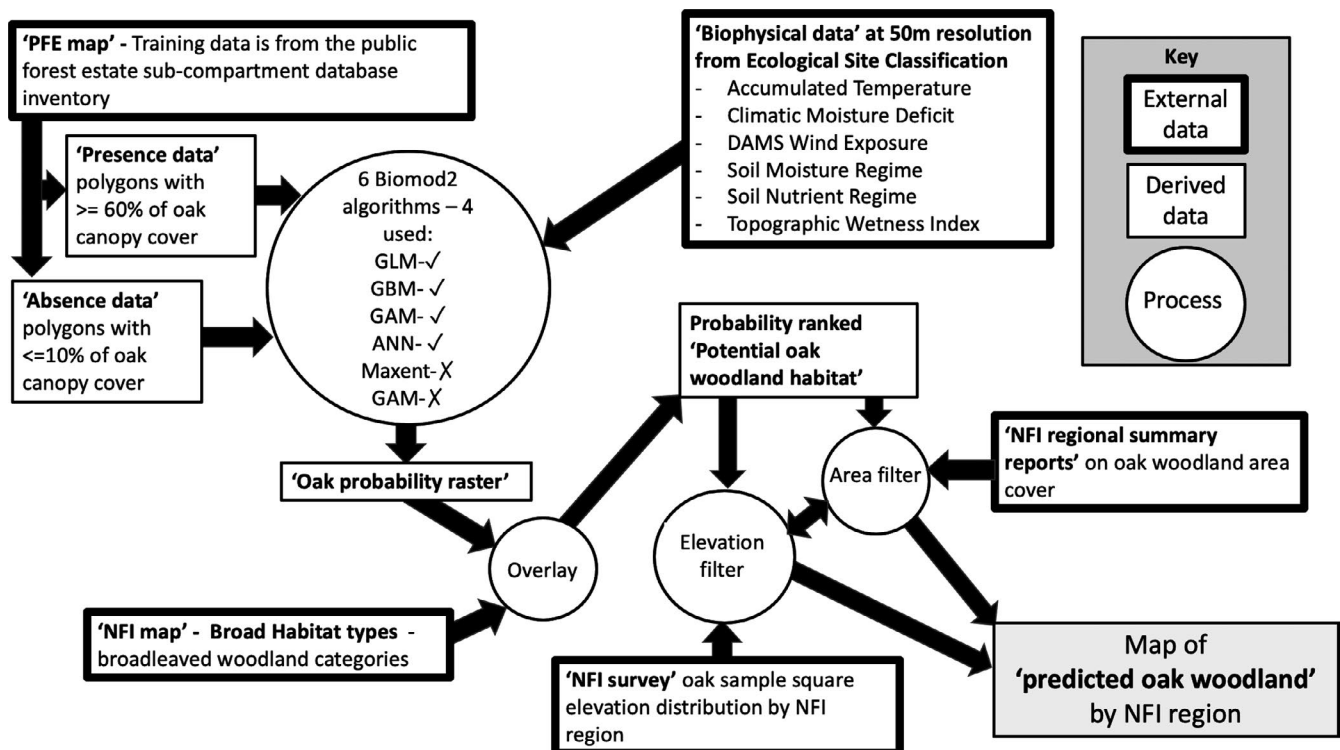 'PFE map' - Training data is from the public
forest estate sub-compartment database
inventory
'Presence data'
polygons with
>= 60% of oak
canopy cover
'Absence data'
polygons with
<=10% of oak
canopy cover
6 Biomod2
algorithms – 4
used:
GLM-✓
GBM- ✓
GAM- ✓
ANN- ✓
Maxent-X
GAM-X
'Biophysical data' at 50m resolution
from Ecological Site Classification
- Accumulated Temperature
- Climatic Moisture Deficit
- DAMS Wind Exposure
- Soil Moisture Regime
- Soil Nutrient Regime
- Topographic Wetness Index
Key
External
data
Derived
data
Process
'Oak probability raster'
Overlay
'NFI map' - Broad Habitat types -
broadleaved woodland categories
Probability ranked
'Potential oak
woodland habitat'
Area filter
'NFI regional summary
reports' on oak woodland area
cover
Elevation
filter
'NFI survey' oak sample square
elevation distribution by NFI
region
Map of
'predicted oak woodland'
by NFI region